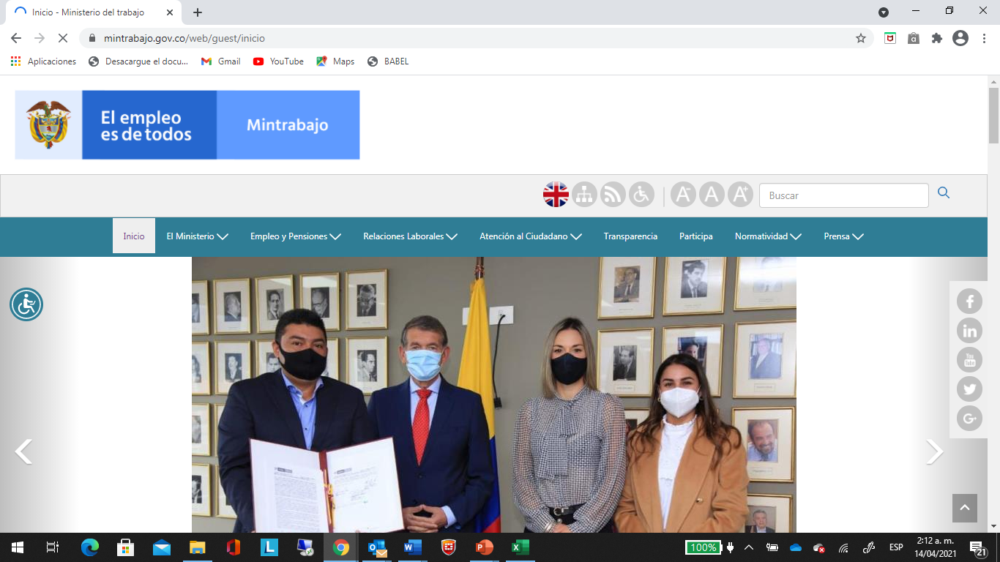 Inicio - Ministerio del trabajo
mintrabajo.gov.co/web/guest/inicio
Aplicaciones
Desacargue el docu...
Gmail
YouTube
Maps
BABEL
El empleo
es de todos
Mintrabajo
A-
A
A+
Buscar
Inicio
El Ministerio
Empleo y Pensiones
Relaciones Laborales
Atención al Ciudadano
Transparencia
Participa
Normatividad
Prensa
You
Tube
100%
ESP
2:12 a. m.
14/04/2021
21